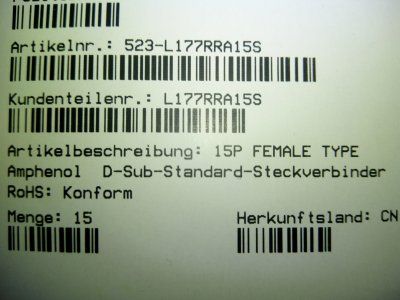 Artikelnr.: 523-L177RRA15S
Kundenteilenr.: L177RRA15S
Artikelbeschreibung: 15P FEMALE TYPE
Amphenol D-Sub-Standard-Steckverbinder
RoHS: Konform
Menge: 15 Herkunftsland: CN